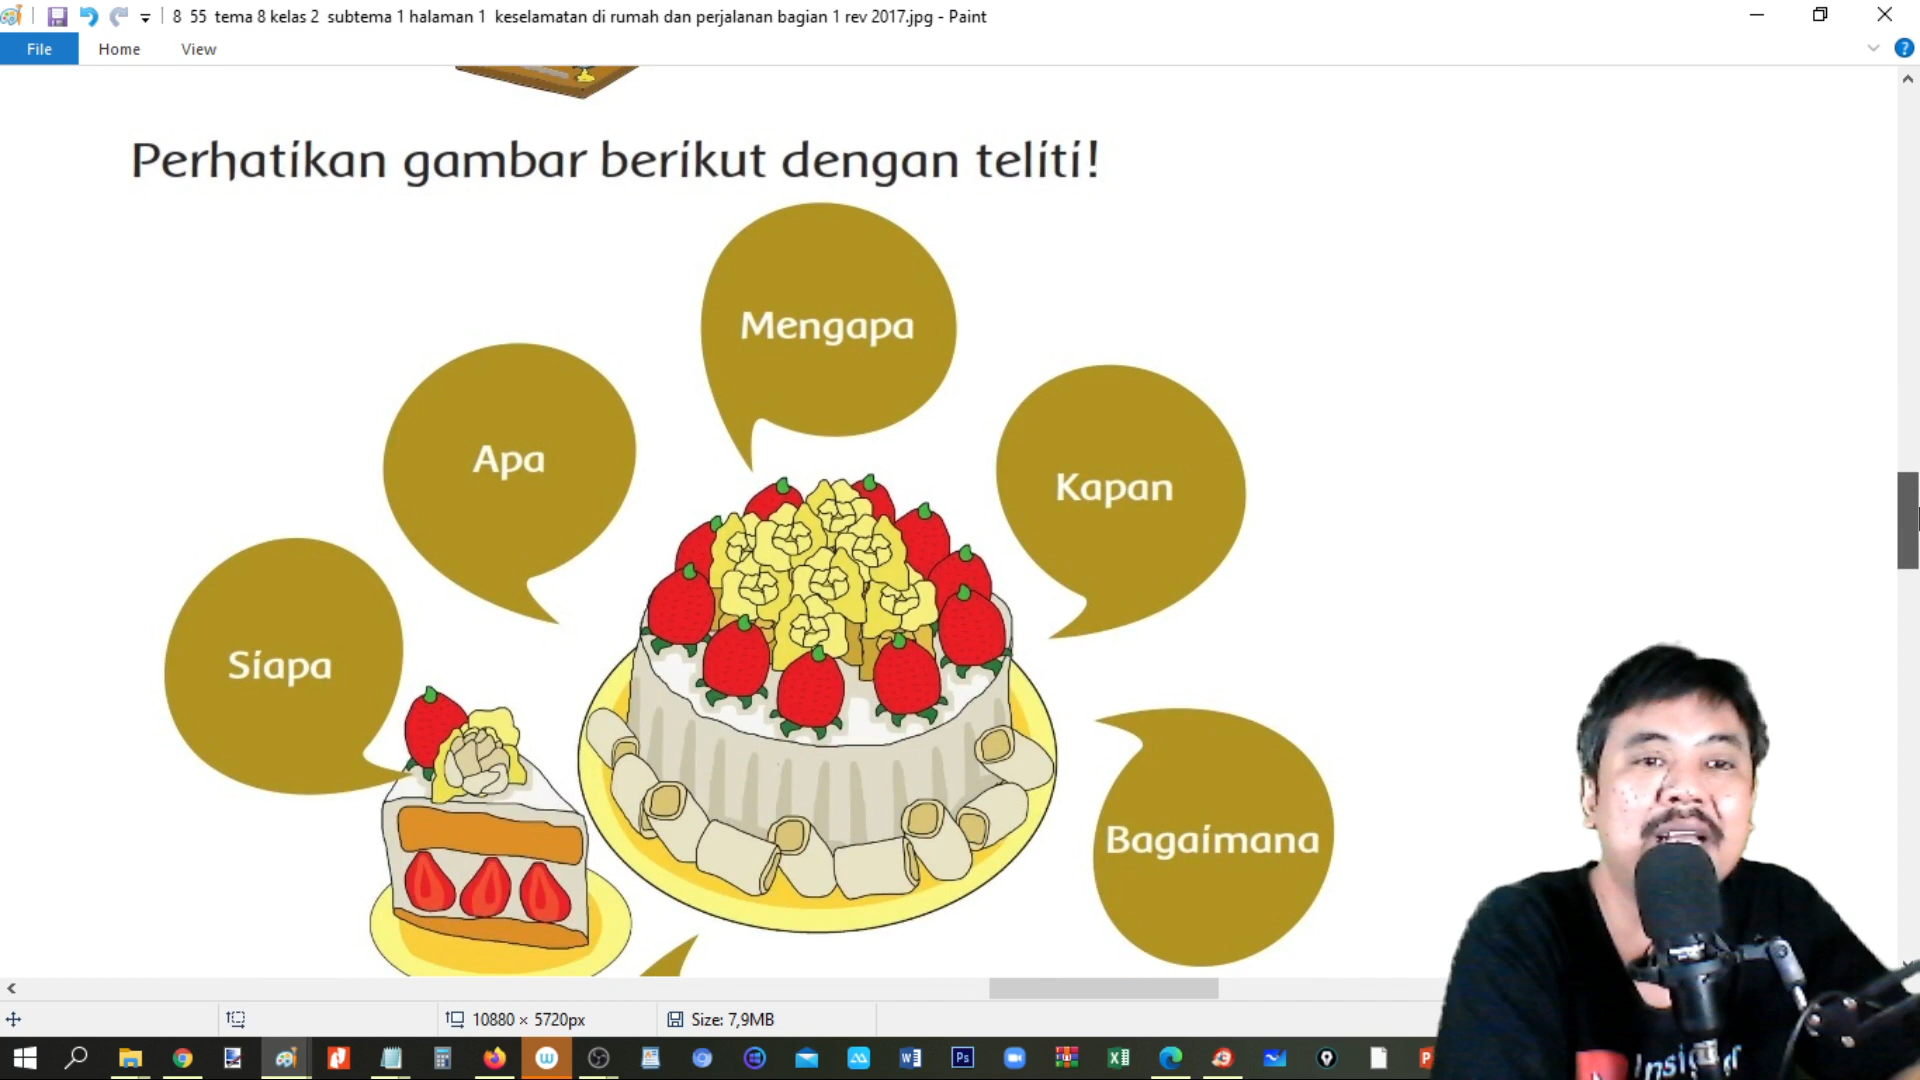 8  55  tema 8 kelas 2  subtema 1 halaman 1  keselamatan di rumah dan perjalanan bagian 1 rev 2017.jpg - Paint
File
Home
View
Perhatikan gambar berikut dengan teliti!
Mengapa
Apa
Kapan
Siapa
Bagaimana
10880 × 5720px
Size: 7,9MB